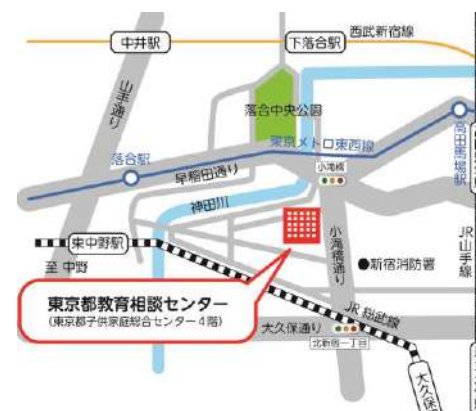 西武新宿線
中井駅
下落合駅
山手通り
落合中央公園
東京メトロ東西線
高田馬場駅
落合駅
早稲田通り
小滝橋
神田川
東中野駅
至 中野
小滝橋通り
新宿消防署
JR山手線
東京都教育相談センター
(東京都子供家庭総合センター4階)
JR 総武線
大久保通り
北新宿一丁目
大久保